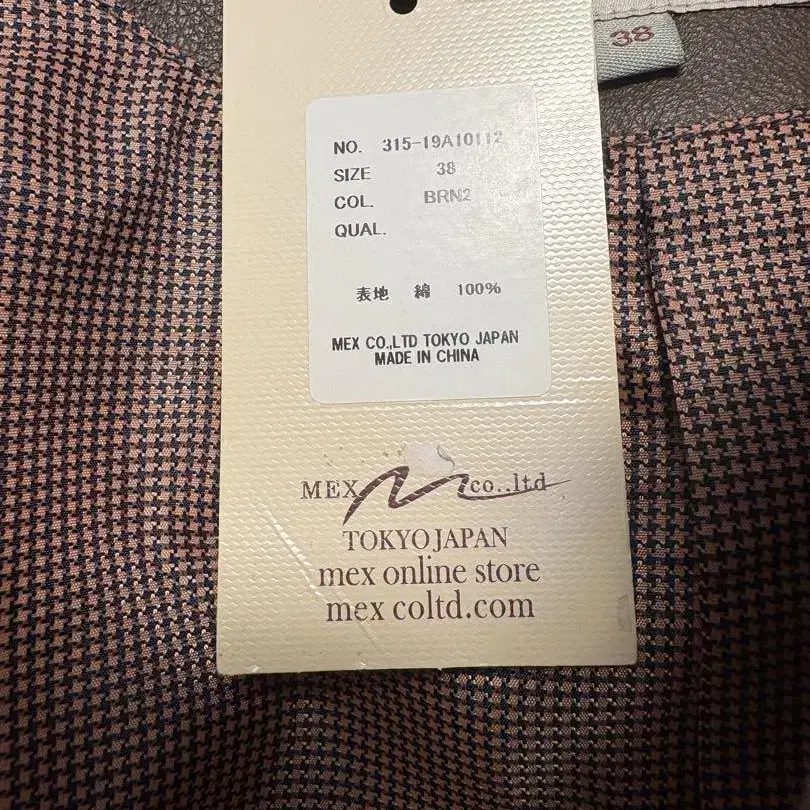 38
NO. 315-19A10112
SIZE 38
COL. BRN2
QUAL.
表地 綿 100%
MEX CO.,LTD TOKYO JAPAN
MADE IN CHINA
MEX co..ltd
TOKYO JAPAN
mex online store
mex coltd.com